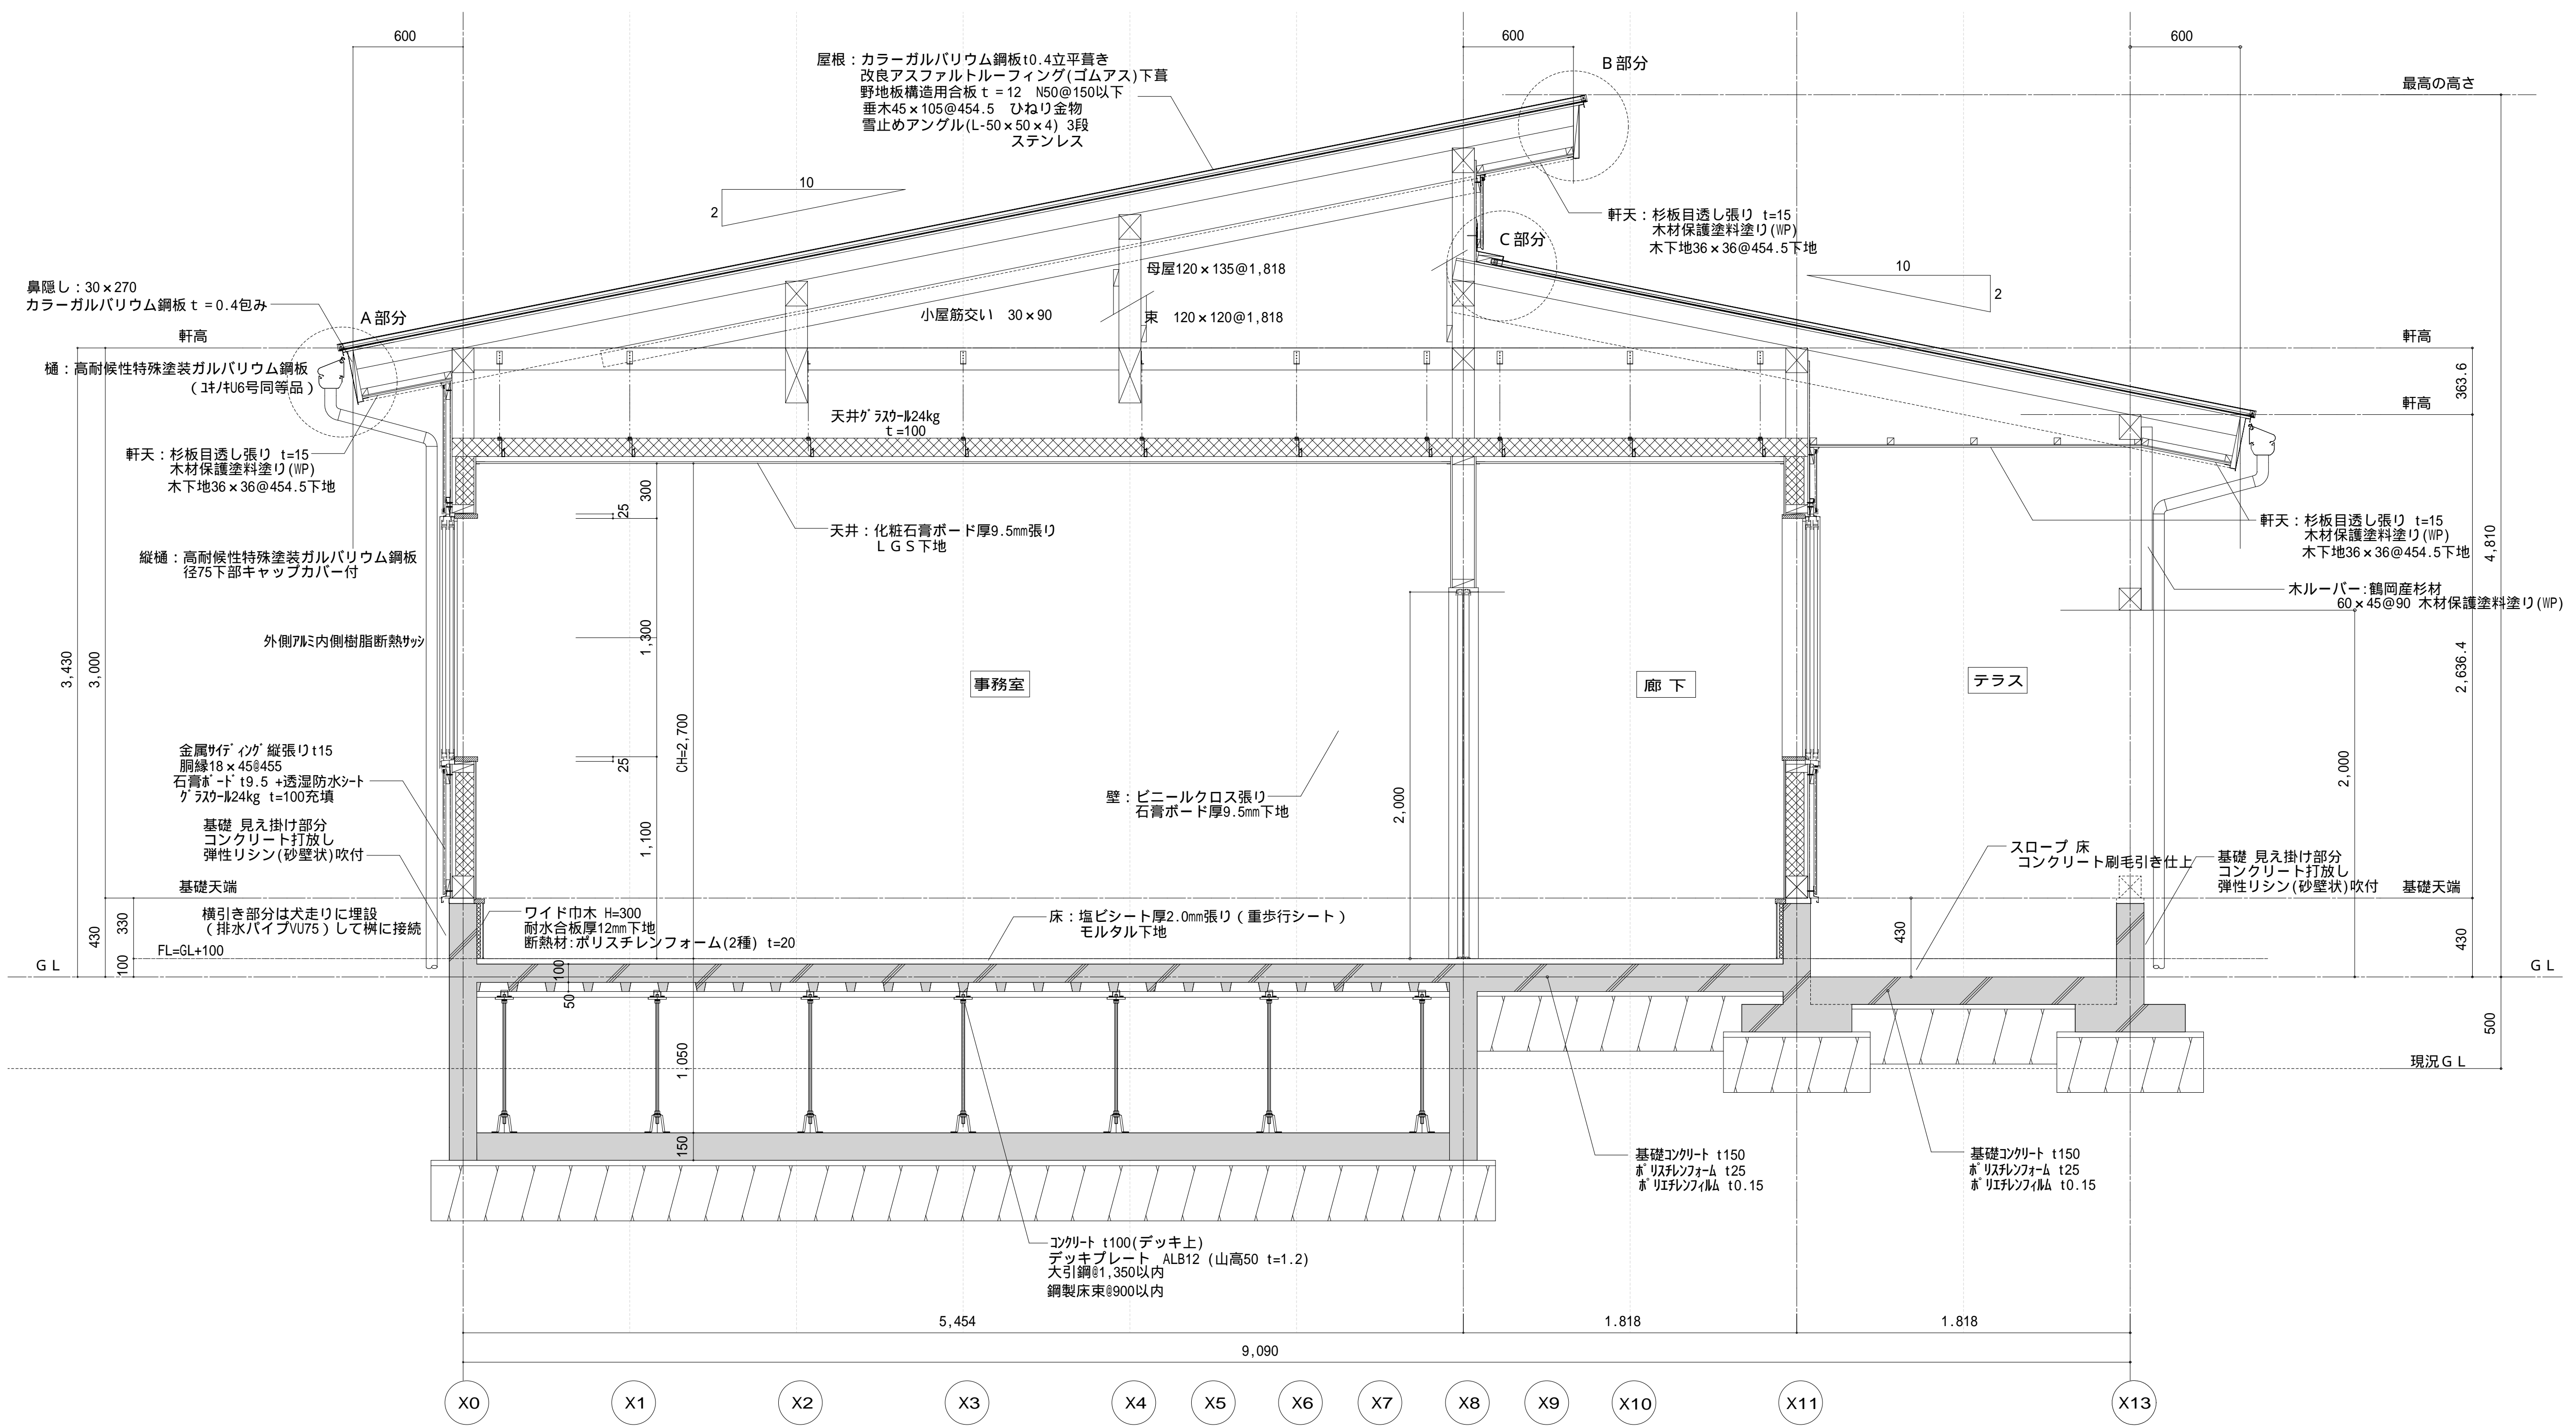 600
600
600
屋根：カラーガルバリウム鋼板t0.4立平葺き
改良アスファルトルーフィング(ゴムアス)下葺
野地板構造用合板ｔ＝12　N50@150以下
垂木45×105@454.5　ひねり金物
雪止めアングル(L-50×50×4) 3段
ステンレス
B部分
最高の高さ
10
2
軒天：杉板目透し張り t=15
木材保護塗料塗り(WP)
木下地36×36@454.5下地
C部分
10
2
母屋120×135@1,818
小屋筋交い　30×90
束　120×120@1,818
鼻隠し：30×270
カラーガルバリウム鋼板ｔ＝0.4包み
A部分
軒高
樋：高耐候性特殊塗装ガルバリウム鋼板
（ﾕｷﾉｷU6号同等品）
軒高
363.6
軒高
天井ｸﾞﾗｽｳｰﾙ24kg
ｔ=100
軒天：杉板目透し張り t=15
木材保護塗料塗り(WP)
木下地36×36@454.5下地
300
25
天井：化粧石膏ボード厚9.5mm張り
ＬＧＳ下地
縦樋：高耐候性特殊塗装ガルバリウム鋼板
径75下部キャップカバー付
軒天：杉板目透し張り t=15
木材保護塗料塗り(WP)
木下地36×36@454.5下地
4,810
木ルーバー:鶴岡産杉材
60×45@90 木材保護塗料塗り(WP)
外側ｱﾙﾐ内側樹脂断熱ｻｯｼ
3,430
3,000
1,300
事務室
廊 下
テラス
2,636.4
CH=2,700
25
2,000
2,000
金属ｻｲﾃﾞｨﾝｸﾞ縦張りt15
胴縁18×45@455
石膏ﾎﾞｰﾄﾞt9.5 +透湿防水ｼｰﾄ
ｸﾞﾗｽｳｰﾙ24kg t=100充填
壁：ビニールクロス張り
石膏ボード厚9.5mm下地
1,100
基礎 見え掛け部分
コンクリート打放し
弾性リシン(砂壁状)吹付
スロープ 床
コンクリート刷毛引き仕上
基礎 見え掛け部分
コンクリート打放し
弾性リシン(砂壁状)吹付
基礎天端
基礎天端
横引き部分は犬走りに埋設
（排水パイプVU75）して桝に接続
ワイド巾木 H=300
耐水合板厚12mm下地
断熱材:ポリスチレンフォーム(2種) t=20
床：塩ビシート厚2.0mm張り（重歩行シート）
モルタル下地
430
330
100
430
430
FL=GL+100
ＧＬ
ＧＬ
100
50
1,050
150
500
現況ＧＬ
基礎ｺﾝｸﾘｰﾄ t150
ﾎﾟﾘｽﾁﾚﾝﾌｫｰﾑ t25
ﾎﾟﾘｴﾁﾚﾝﾌｨﾙﾑ t0.15
基礎ｺﾝｸﾘｰﾄ t150
ﾎﾟﾘｽﾁﾚﾝﾌｫｰﾑ t25
ﾎﾟﾘｴﾁﾚﾝﾌｨﾙﾑ t0.15
ｺﾝｸﾘｰﾄ t100(デッキ上)
デッキプレート　ALB12 (山高50 t=1.2)
大引鋼@1,350以内
鋼製床束@900以内
5,454
1.818
1.818
9,090
X0
X1
X2
X3
X4
X5
X6
X7
X8
X9
X10
X11
X13